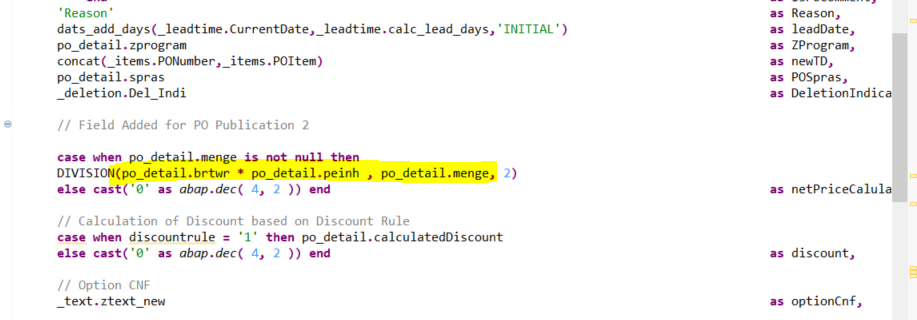 'Reason' as Reason,
dats_add_days(_leadtime.CurrentDate,_leadtime.calc_lead_days,'INITIAL') as leadDate,
po_detail.zprogram as ZProgram,
concat(_items.PONumber,_items.POItem) as newTD,
po_detail.spras as POSpras,
_deletion.Del_Indi as DeletionIndica
// Field Added for PO Publication 2
case when po_detail.menge is not null then
DIVISION(po_detail.brtwr * po_detail.peinh , po_detail.menge, 2)
else cast('0' as abap.dec( 4, 2 )) end as netPriceCalula
// Calculation of Discount based on Discount Rule
case when discountrule = '1' then po_detail.calculatedDiscount
else cast('0' as abap.dec( 4, 2 )) end as discount,
// Option CNF
_text.ztext_new as optionCnf,